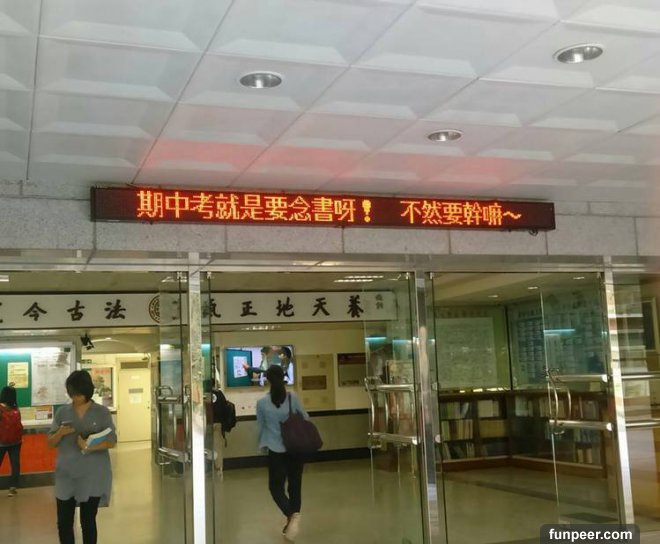 期中考就是要念書呀！ 不然要幹嘛～
養天地正氣
法古今
funpeer.com